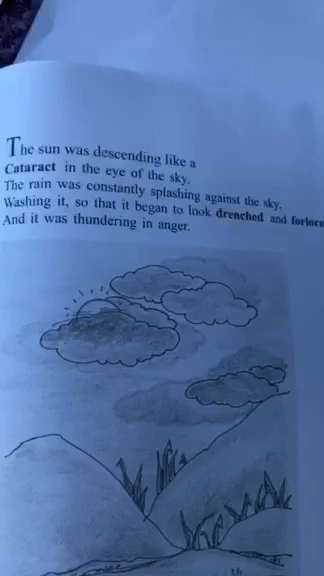 The sun was descending like a
Cataract in the eye of the sky.
The rain was constantly splashing against the sky,
Washing it, so that it began to look drenched and forlorn
And it was thundering in anger.